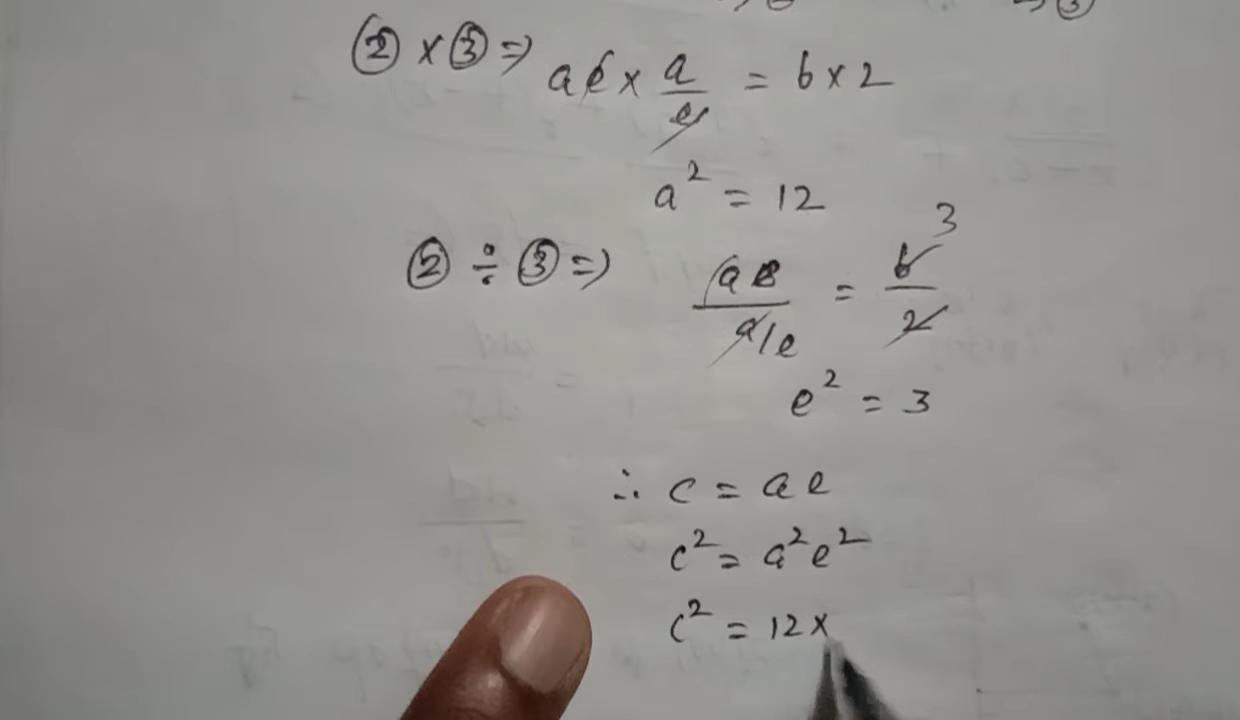 ② × ③ ⇒ ae × a/e = 6 × 2
a² = 12
② ÷ ③ ⇒ ae / a/e = 6/2 3
e² = 3
∴ c = ae
c² = a²e²
c² = 12 ×